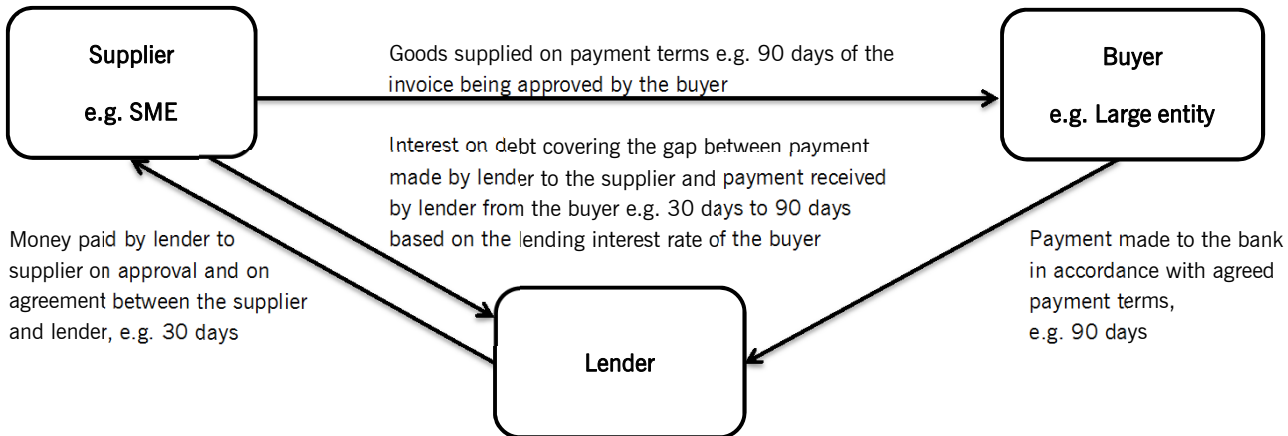 Supplier
e.g. SME
Goods supplied on payment terms e.g. 90 days of the
invoice being approved by the buyer
Buyer
e.g. Large entity
Interest on debt covering the gap between payment
made by lender to the supplier and payment received
by lender from the buyer e.g. 30 days to 90 days
based on the lending interest rate of the buyer
Money paid by lender to
supplier on approval and on
agreement between the supplier
and lender, e.g. 30 days
Payment made to the bank
in accordance with agreed
payment terms,
e.g. 90 days
Lender